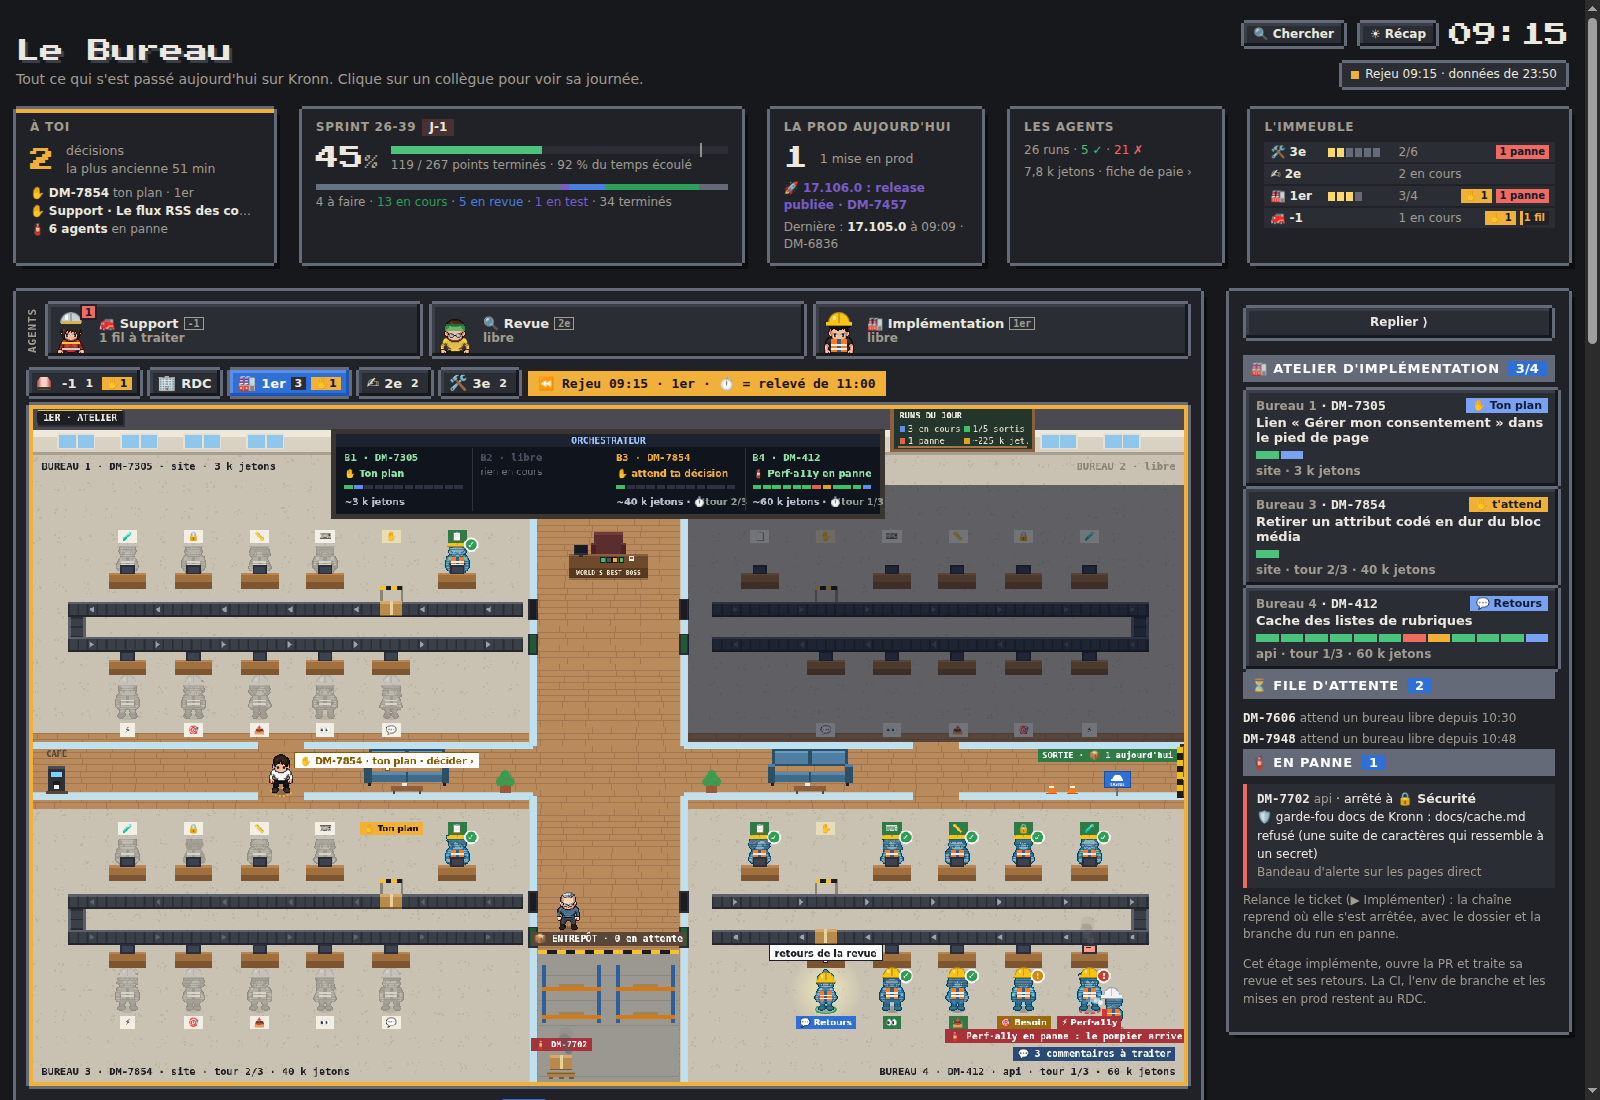 Le Bureau
Tout ce qui s'est passé aujourd'hui sur Kronn. Clique sur un collègue pour voir sa journée.
Chercher
Récap
09:15
Rejeu 09:15 · données de 23:50
À TOI
2 décisions
la plus ancienne 51 min
DM-7854 ton plan · 1er
Support · Le flux RSS des co…
6 agents en panne
SPRINT 26-39 J-1
45%
119 / 267 points terminés · 92 % du temps écoulé
4 à faire · 13 en cours · 5 en revue · 1 en test · 34 terminés
LA PROD AUJOURD'HUI
1 1 mise en prod
17.106.0 : release
publiée · DM-7457
Dernière : 17.105.0 à 09:09 ·
DM-6836
LES AGENTS
26 runs · 5 ✓ · 21 ✗
7,8 k jetons · fiche de paie ›
L'IMMEUBLE
3e 2/6 1 panne
2e 2 en cours
1er 3/4 1 1 panne
-1 1 en cours 1 1 fil
AGENTS
1
Support -1
1 fil à traiter
Revue 2e
libre
Implémentation 1er
libre
-1 1 1
RDC
1er 3 1
2e 2
3e 2
Rejeu 09:15 · 1er · = relevé de 11:00
1ER · ATELIER
ORCHESTRATEUR
B1 · DM-7305
Ton plan
~3 k jetons
B2 · libre
rien en cours
B3 · DM-7854
attend ta décision
~40 k jetons · tour 2/3
B4 · DM-412
Perf-a11y en panne
~60 k jetons · tour 1/3
RUNS DU JOUR
3 en cours 1/5 sortis
1 panne ~225 k jet.
BUREAU 1 · DM-7305 · site · 3 k jetons
BUREAU 2 · libre
WORLD S BEST BOSS
CAFÉ
DM-7854 · ton plan · décider ›
SORTIE · 1 aujourd'hui
Ton plan
ENTREPÔT · 0 en attente
retours de la revue
Retours
Besoin
Perf-a11y
Perf-a11y en panne : le pompier arrive
DM-7702
3 commentaires à traiter
BUREAU 3 · DM-7854 · site · tour 2/3 · 40 k jetons
BUREAU 4 · DM-412 · api · tour 1/3 · 60 k jetons
Replier ⟩
ATELIER D'IMPLÉMENTATION 3/4
Bureau 1 · DM-7305 Ton plan
Lien « Gérer mon consentement » dans
le pied de page
site · 3 k jetons
Bureau 3 · DM-7854 t'attend
Retirer un attribut codé en dur du bloc
média
site · tour 2/3 · 40 k jetons
Bureau 4 · DM-412 Retours
Cache des listes de rubriques
api · tour 1/3 · 60 k jetons
FILE D'ATTENTE 2
DM-7606 attend un bureau libre depuis 10:30
DM-7948 attend un bureau libre depuis 10:48
EN PANNE 1
DM-7702 api · arrêté à Sécurité
garde-fou docs de Kronn : docs/cache.md
refusé (une suite de caractères qui ressemble à
un secret)
Bandeau d'alerte sur les pages direct
Relance le ticket (▶ Implémenter) : la chaîne
reprend où elle s'est arrêtée, avec le dossier et la
branche du run en panne.
Cet étage implémente, ouvre la PR et traite sa
revue et ses retours. La CI, l'env de branche et les
mises en prod restent au RDC.